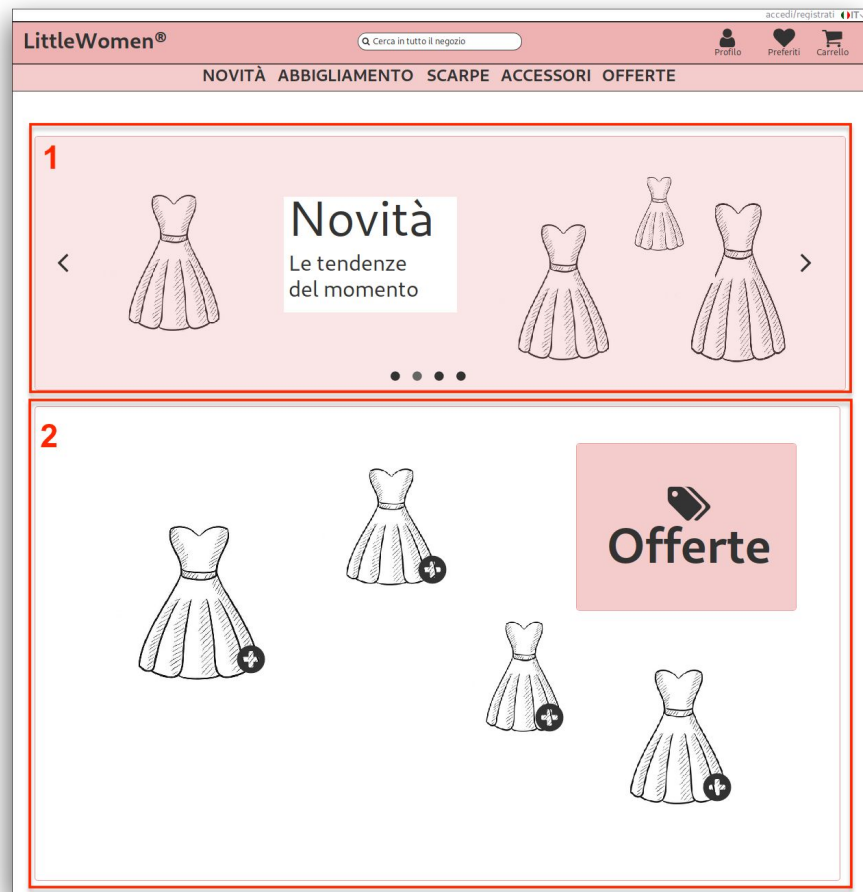 accedi/registrati IT
LittleWomen®
Cerca in tutto il negozio
Profilo
Preferiti
Carrello
NOVITÀ ABBIGLIAMENTO SCARPE ACCESSORI OFFERTE
1
Novità
Le tendenze
del momento
2
Offerte